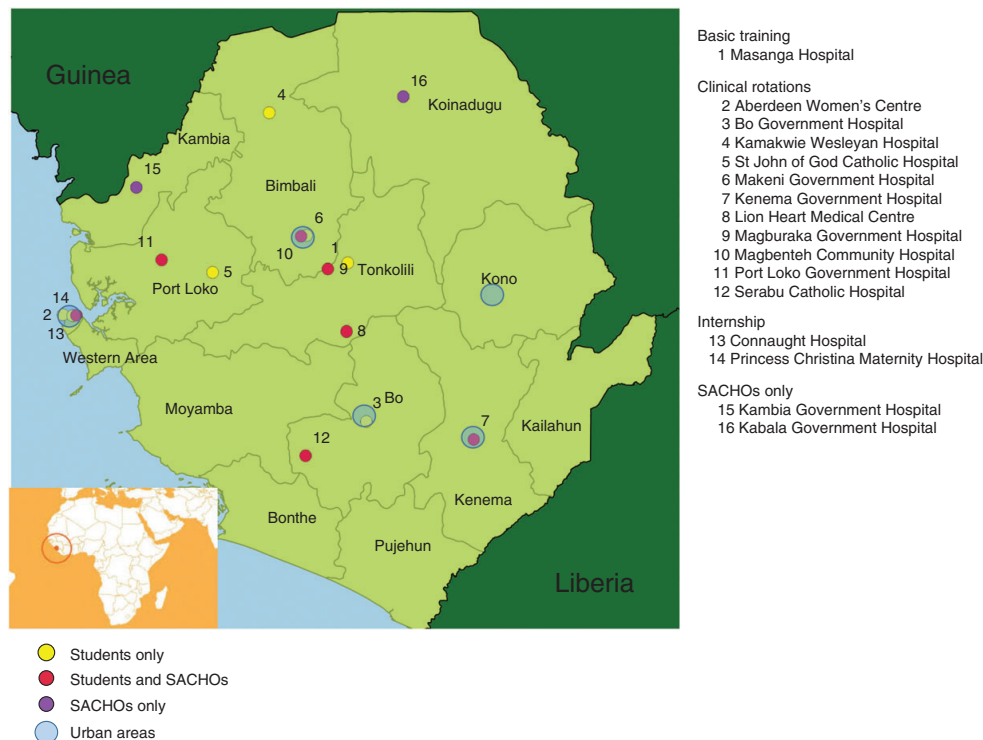 Guinea
16
Koinadugu
4
Kambia
15
Bimbali
6
11
10
1
9
Tonkolili
5
Port Loko
Kono
14
2
13
8
Western Area
3
Bo
Moyamba
7
Kailahun
12
Kenema
Bonthe
Pujehun
Liberia
Students only
Students and SACHOs
SACHOs only
Urban areas
Basic training
1 Masanga Hospital
Clinical rotations
2 Aberdeen Women's Centre
3 Bo Government Hospital
4 Kamakwie Wesleyan Hospital
5 St John of God Catholic Hospital
6 Makeni Government Hospital
7 Kenema Government Hospital
8 Lion Heart Medical Centre
9 Magburaka Government Hospital
10 Magbenteh Community Hospital
11 Port Loko Government Hospital
12 Serabu Catholic Hospital
Internship
13 Connaught Hospital
14 Princess Christina Maternity Hospital
SACHOs only
15 Kambia Government Hospital
16 Kabala Government Hospital